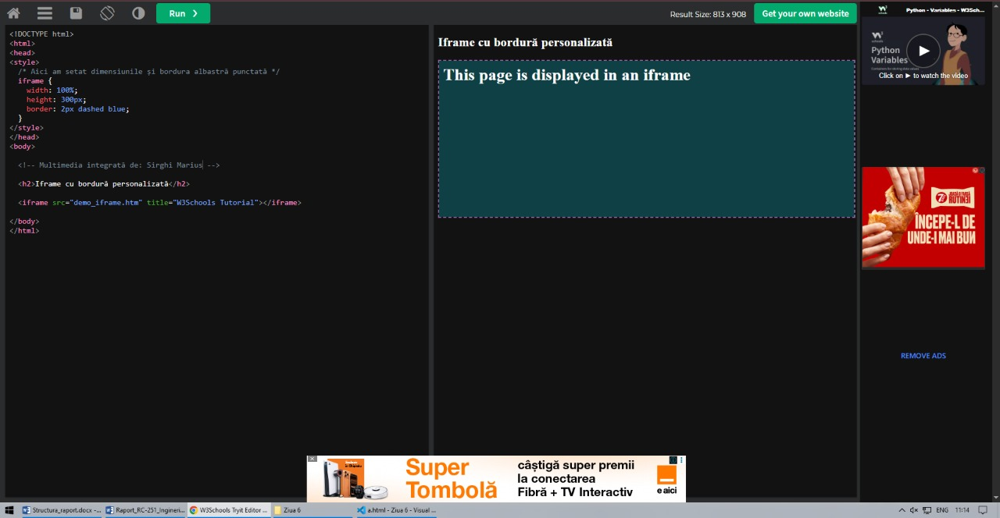 Run ❯
Result Size: 813 x 908
Get your own website
<!DOCTYPE html>
<html>
<head>
<style>
/* Aici am setat dimensiunile și bordura albastră punctată */
iframe {
width: 100%;
height: 300px;
border: 2px dashed blue;
}
</style>
</head>
<body>
<!-- Multimedia integrată de: Sirghi Marius -->
<h2>Iframe cu bordură personalizată</h2>
<iframe src="demo_iframe.htm" title="W3Schools Tutorial"></iframe>
</body>
</html>
Iframe cu bordură personalizată
This page is displayed in an iframe
Python - Variables - W3Sch...
Python
Variables
Click on ► to watch the video
ÎNCEPE-L DE
UNDE-I MAI BUN
REMOVE ADS
Super
Tombolă
câștigă super premii
la conectarea
Fibră + TV Interactiv
e aici
Structura_raport.docx -...
Raport_RC-251_Ingineri...
W3Schools Tryit Editor ...
Ziua 6
a.html - Ziua 6 - Visual ...
ENG
11:14